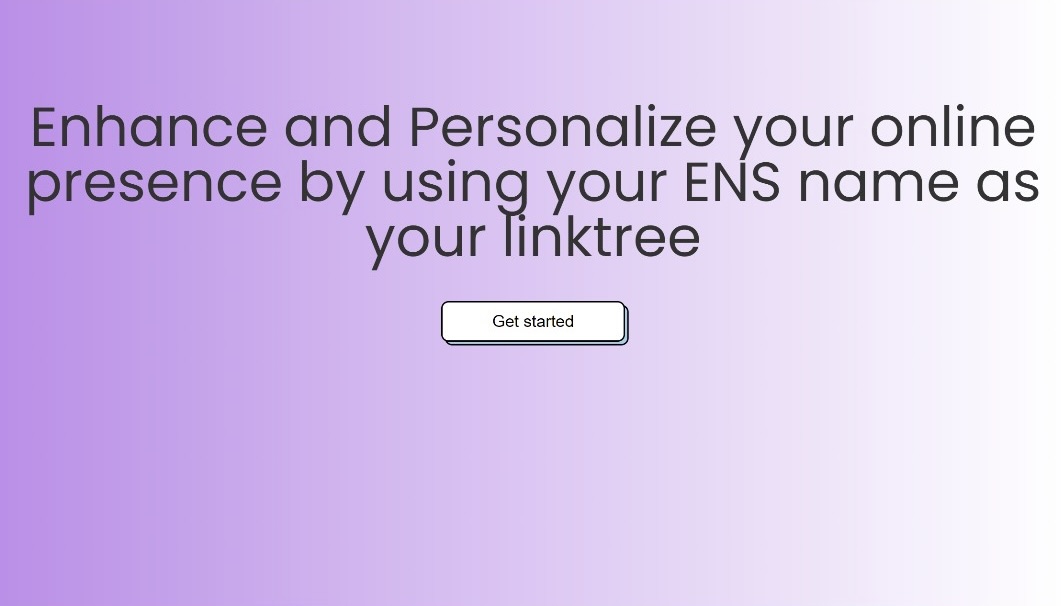 Enhance and Personalize your online
presence by using your ENS name as
your linktree
Get started